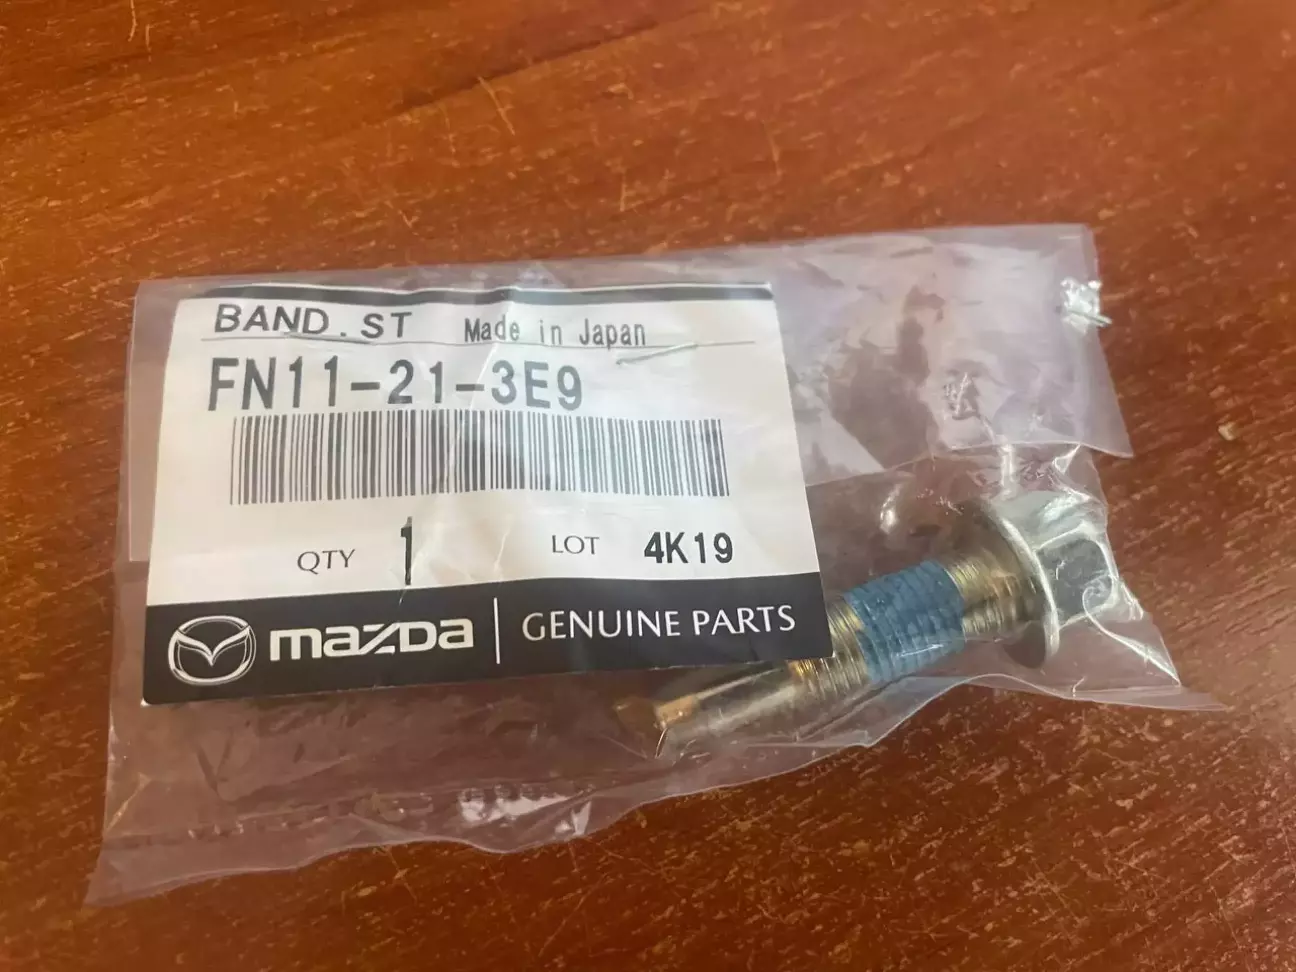 BAND.ST Made in Japan
FN11-21-3E9
QTY 1 LOT 4K19
mazda GENUINE PARTS